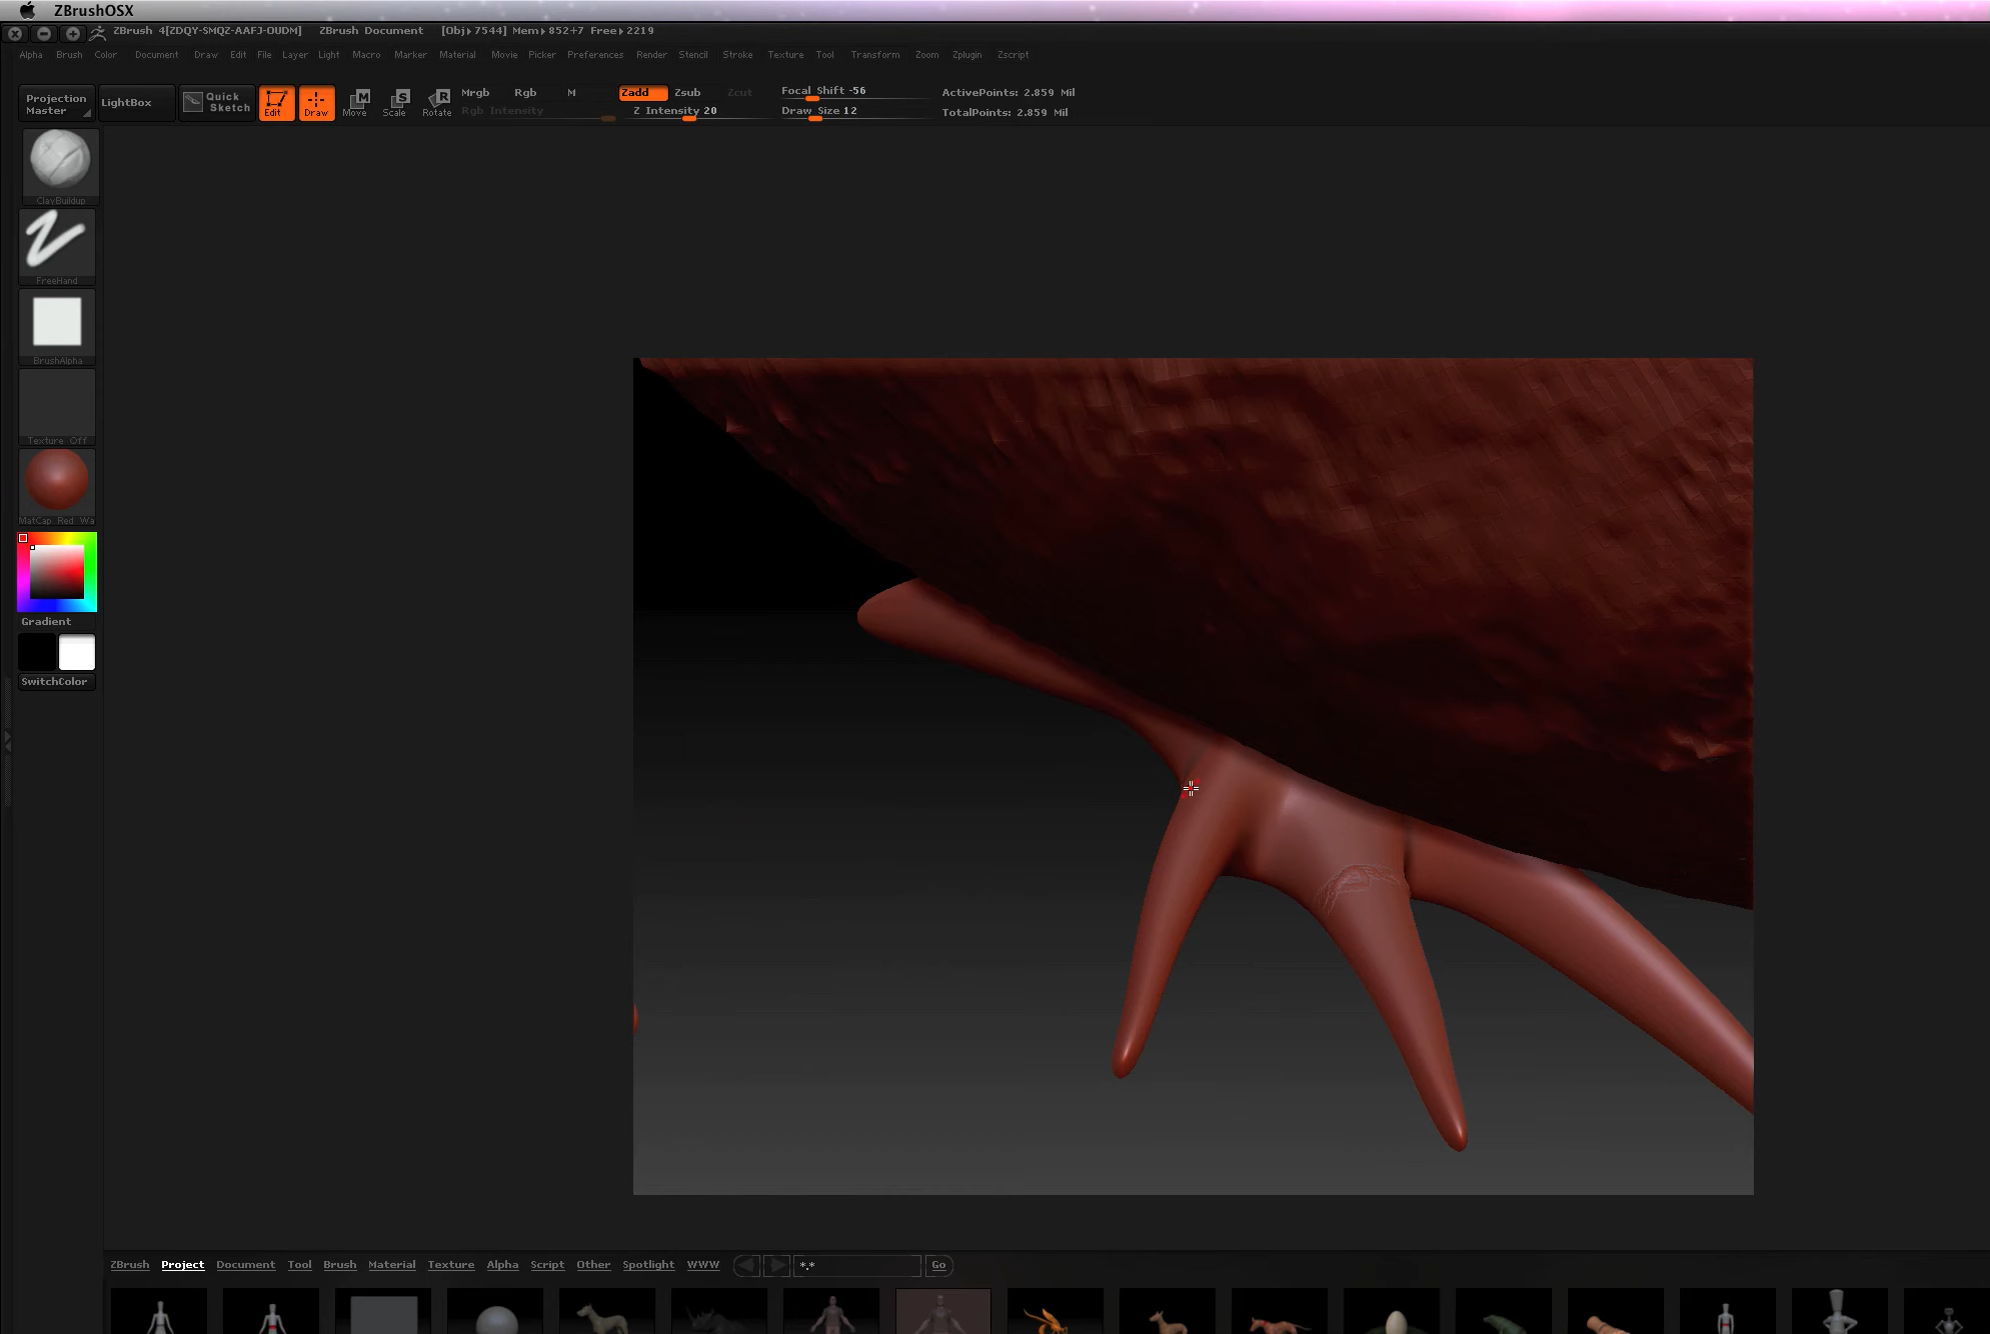 ZBrushOSX
ZBrush 4[ZDQY-SMQZ-AAFJ-OUDM] ZBrush Document [Obj▸7544] Mem▸852+7 Free▸2219
Alpha Brush Color Document Draw Edit File Layer Light Macro Marker Material Movie Picker Preferences Render Stencil Stroke Texture Tool Transform Zoom Zplugin Zscript
Projection Master
LightBox
Quick Sketch
Edit
Draw
Move
Scale
Rotate
Mrgb Rgb M Zadd Zsub Zcut
Rgb Intensity Z Intensity 20
Focal Shift -56
Draw Size 12
ActivePoints: 2.859 Mil
TotalPoints: 2.859 Mil
ClayBuildup
FreeHand
BrushAlpha
Texture Off
MatCap Red Wa
Gradient
SwitchColor
ZBrush Project Document Tool Brush Material Texture Alpha Script Other Spotlight WWW *.* Go